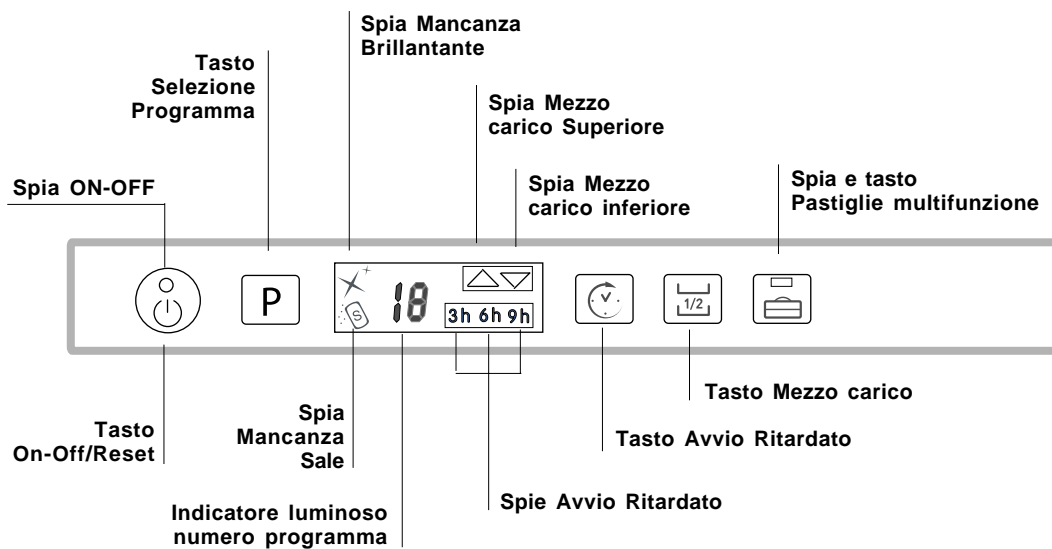 Spia Mancanza
Brillantante
Tasto
Selezione
Programma
Spia Mezzo
carico Superiore
Spia ON-OFF
Spia Mezzo
carico inferiore
Spia e tasto
Pastiglie multifunzione
P
S
18
3h 6h 9h
1/2
Tasto Mezzo carico
Tasto
On-Off/Reset
Spia
Mancanza
Sale
Tasto Avvio Ritardato
Indicatore luminoso
numero programma
Spie Avvio Ritardato